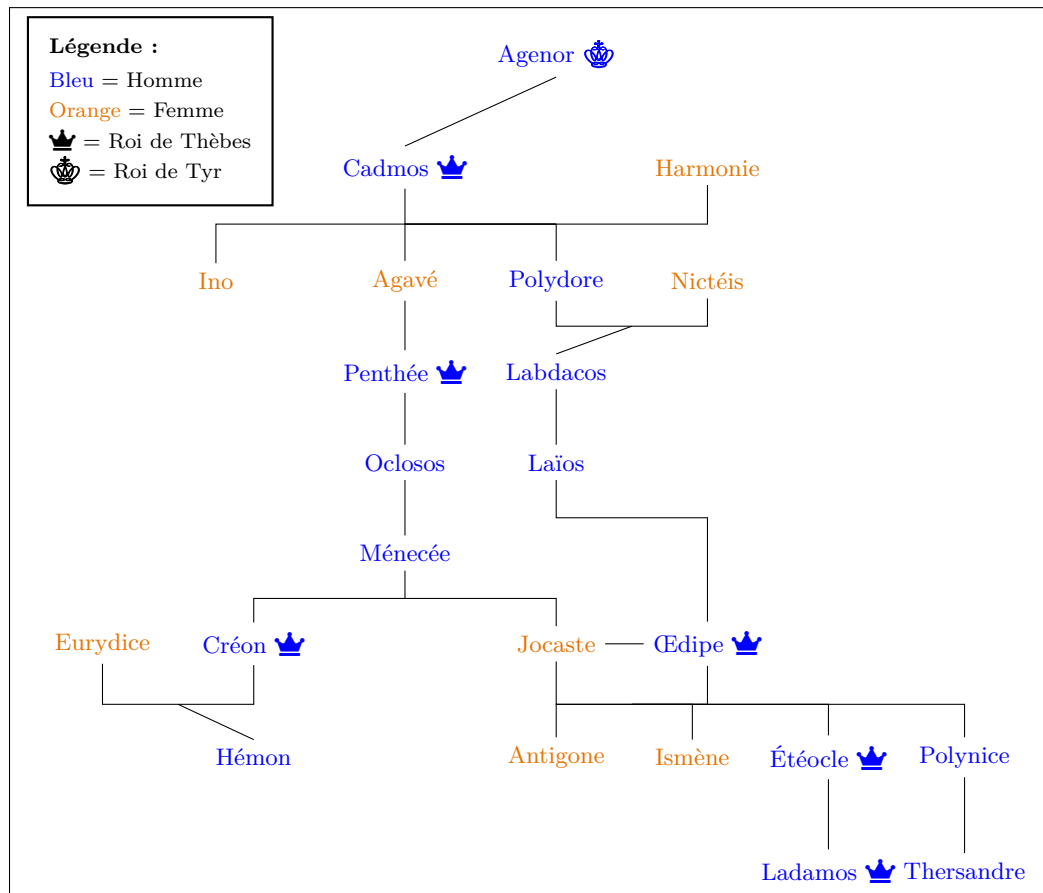 Légende :
Bleu = Homme
Orange = Femme
= Roi de Thèbes
= Roi de Tyr
Agenor
Cadmos Harmonie
Ino Agavé Polydore Nictéis
Penthée Labdacos
Oclosos Laïos
Ménecée
Eurydice Créon Jocaste Œdipe
Hémon Antigone Ismène Étéocle Polynice
Ladamos Thersandre